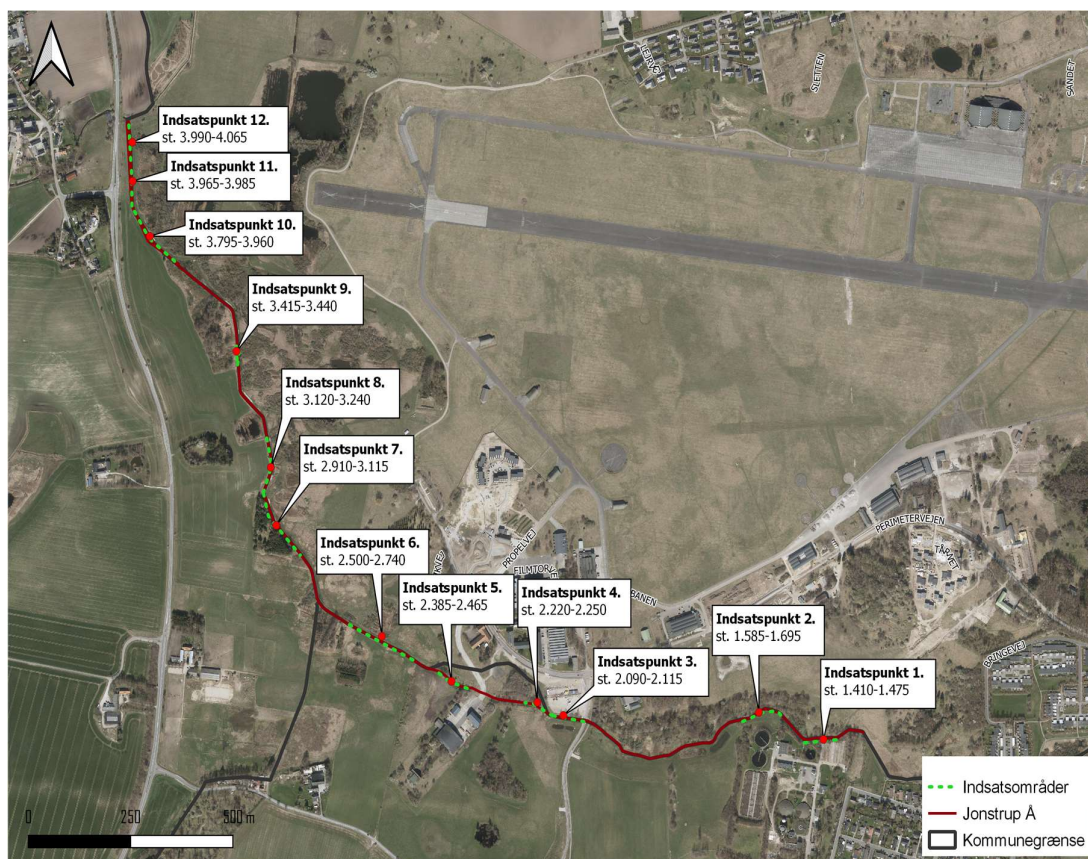 LEJRVEJ
SLETTEN
SANDET
Indsatspunkt 12.
st. 3.990-4.065
Indsatspunkt 11.
st. 3.965-3.985
Indsatspunkt 10.
st. 3.795-3.960
Indsatspunkt 9.
st. 3.415-3.440
Indsatspunkt 8.
st. 3.120-3.240
Indsatspunkt 7.
st. 2.910-3.115
PROPELVEJ
PERIMETERVEJEN
TÅRNET
Indsatspunkt 6.
st. 2.500-2.740
FILMTORVE
Indsatspunkt 5.
st. 2.385-2.465
Indsatspunkt 4.
st. 2.220-2.250
BANEN
Indsatspunkt 2.
st. 1.585-1.695
Indsatspunkt 3.
st. 2.090-2.115
Indsatspunkt 1.
st. 1.410-1.475
BRINGEVEJ
Indsatsområder
Jonstrup Å
Kommunegrænse
0 250 500 m